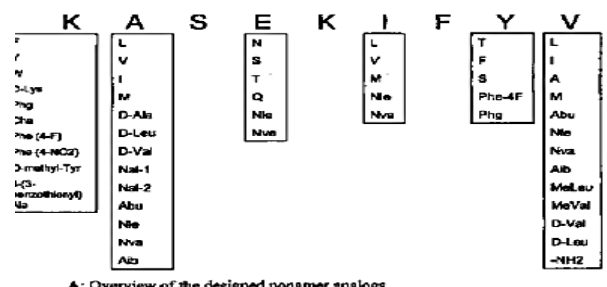 K A S E K I F Y V
W
D-Lys
Phg
Cha
Phe (4-F)
Phe (4-NO2)
O-methyl-Tyr
Ala
L
V
I
M
D-Ala
D-Leu
D-Val
Nal-1
Nal-2
Abu
Nle
Nva
Aib
N
S
T
Q
Nle
Nva
L
V
M
Nle
Nva
T
F
S
Phe-4F
Phg
L
I
A
M
Abu
Nle
Nva
Aib
MeLeu
MeVal
D-Val
D-Leu
-NH2
A: Overview of the designed nonamer analogs